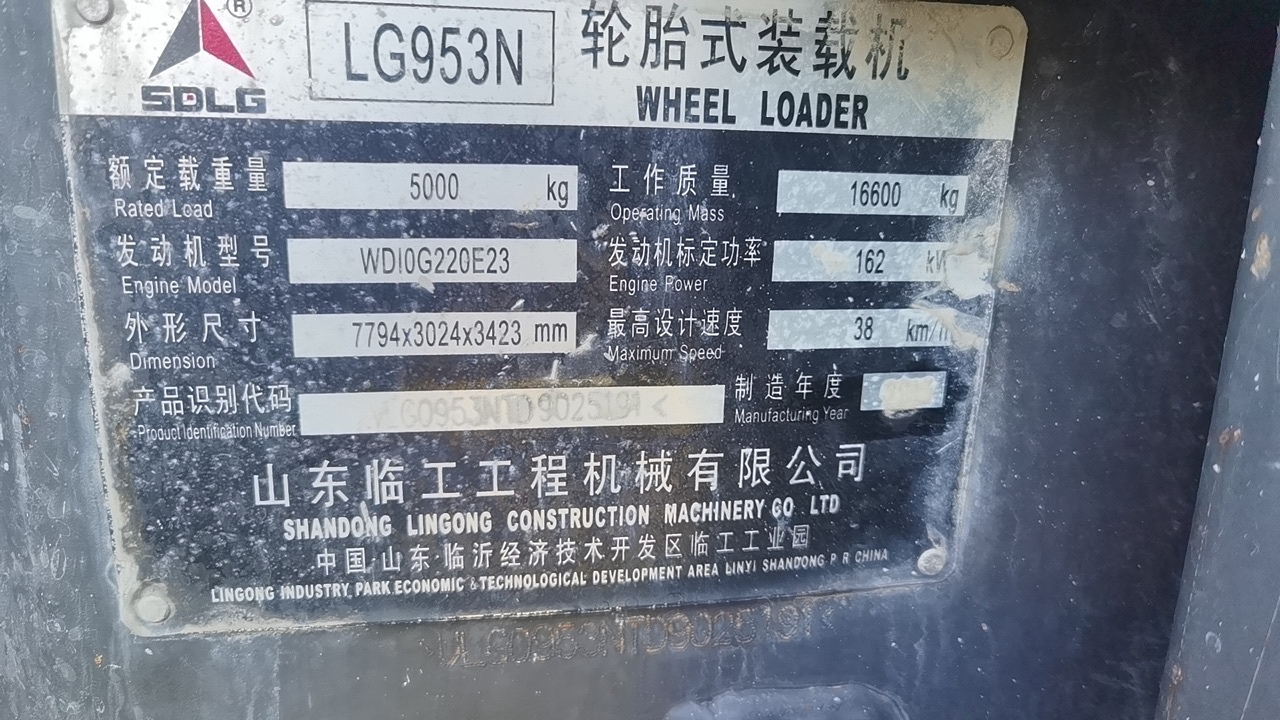 SDLG ® LG953N 轮胎式装载机
WHEEL LOADER
额定载重量 5000 kg 工作质量 16600 kg
Rated Load Operating Mass
发动机型号 WD10G220E23 发动机标定功率 162 kW
Engine Model Engine Power
外形尺寸 7794x3024x3423 mm 最高设计速度 38 km/h
Dimension Maximum Speed
产品识别代码 制造年度
Product Identification Number Manufacturing Year
山东临工工程机械有限公司
SHANDONG LINGONG CONSTRUCTION MACHINERY CO LTD
中国·山东·临沂经济技术开发区临工工业园
LINGONG INDUSTRY PARK ECONOMIC & TECHNOLOGICAL DEVELOPMENT AREA LINYI SHANDONG P R CHINA